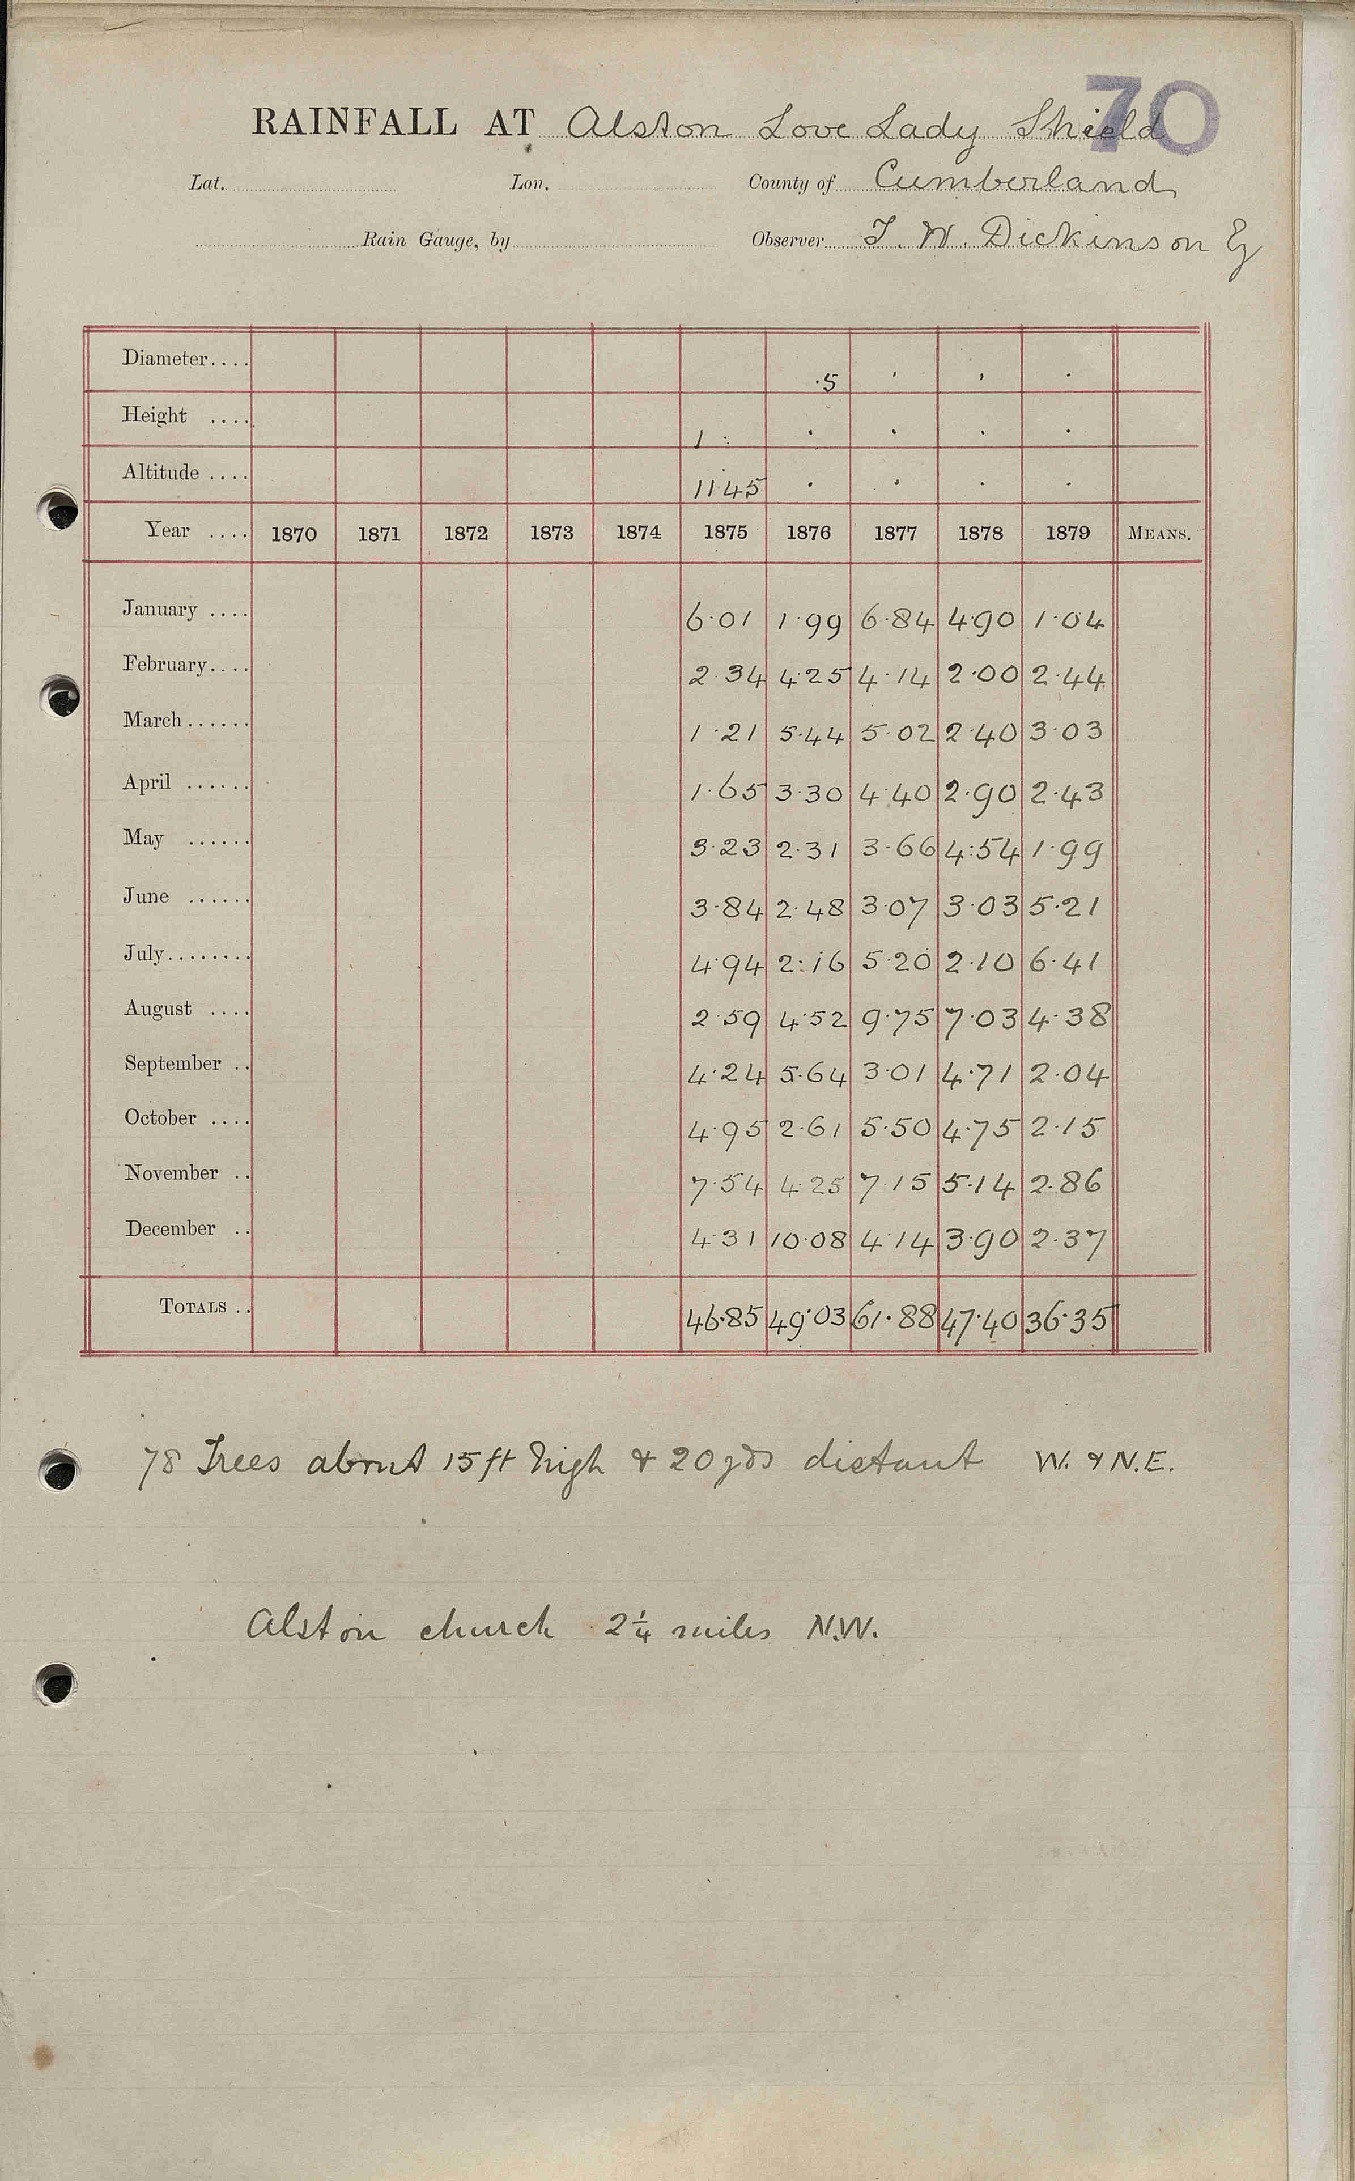 70
RAINFALL AT Alston Love Lady Shield
Lat. Lon. County of Cumberland
Rain Gauge, by Observer J. W. Dickinson Esq
Diameter.... ·5 ' ' ·
Height .... 1 · · · ·
Altitude .... 1145 · · · ·
Year .... 1870 1871 1872 1873 1874 1875 1876 1877 1878 1879 MEANS.
January .... 6·01 1·99 6·84 4·90 1·04
February.... 2·34 4·25 4·14 2·00 2·44
March ...... 1·21 5·44 5·02 2·40 3·03
April ...... 1·65 3·30 4·40 2·90 2·43
May ...... 3·23 2·31 3·66 4·54 1·99
June ...... 3·84 2·48 3·07 3·03 5·21
July........ 4·94 2·16 5·20 2·10 6·41
August .... 2·59 4·52 9·75 7·03 4·38
September .. 4·24 5·64 3·01 4·71 2·04
October .... 4·95 2·61 5·50 4·75 2·15
November .. 7·54 4·25 7·15 5·14 2·86
December .. 4·31 10·08 4·14 3·90 2·37
TOTALS .. 46·85 49·03 61·88 47·40 36·35
78 Trees about 15 ft high & 20 yds distant W. & N.E.
Alston church 2¼ miles N.W.